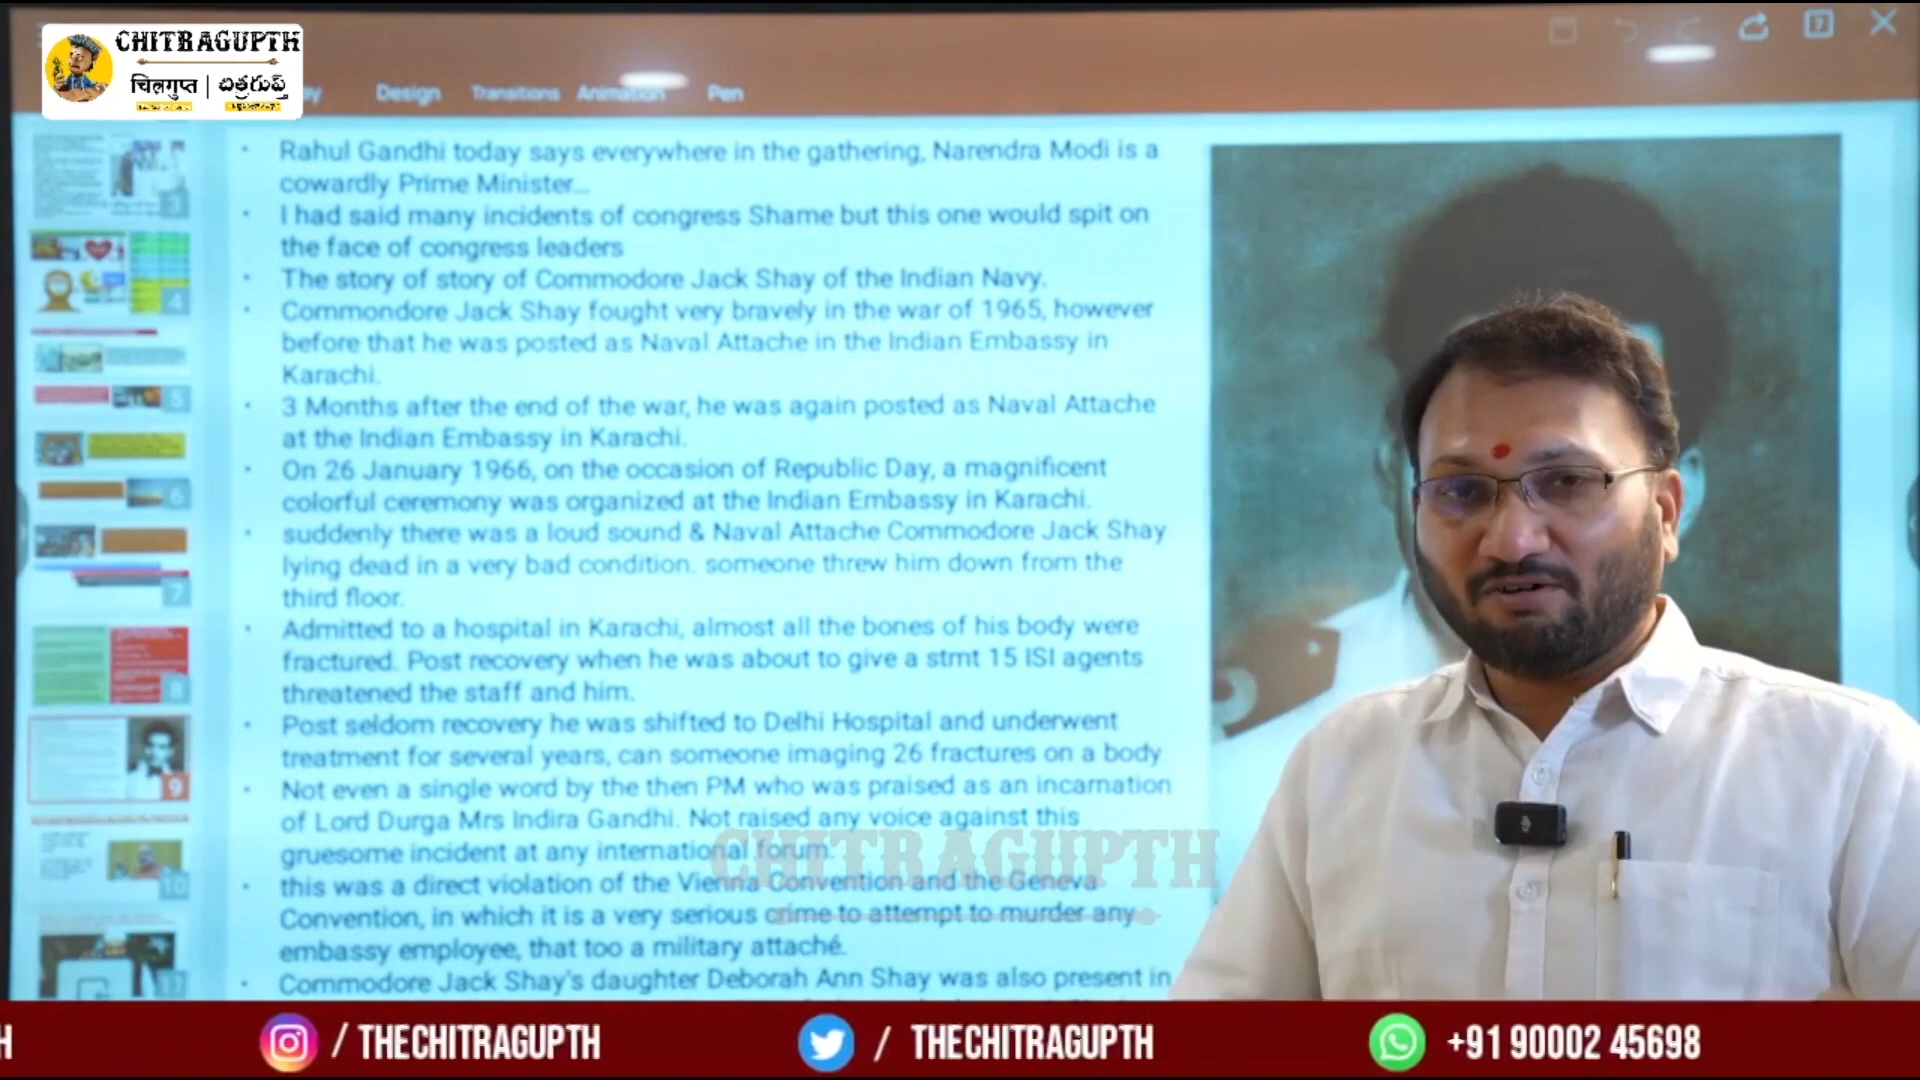 CHITRAGUPTH
चित्रगुप्त | చిత్రగుప్త్
Design Transitions Animation Pen
Rahul Gandhi today says everywhere in the gathering, Narendra Modi is a
cowardly Prime Minister...
I had said many incidents of congress Shame but this one would spit on
the face of congress leaders
The story of story of Commodore Jack Shay of the Indian Navy.
Commondore Jack Shay fought very bravely in the war of 1965, however
before that he was posted as Naval Attache in the Indian Embassy in
Karachi.
3 Months after the end of the war, he was again posted as Naval Attache
at the Indian Embassy in Karachi.
On 26 January 1966, on the occasion of Republic Day, a magnificent
colorful ceremony was organized at the Indian Embassy in Karachi.
suddenly there was a loud sound & Naval Attache Commodore Jack Shay
lying dead in a very bad condition. someone threw him down from the
third floor.
Admitted to a hospital in Karachi, almost all the bones of his body were
fractured. Post recovery when he was about to give a stmt 15 ISI agents
threatened the staff and him.
Post seldom recovery he was shifted to Delhi Hospital and underwent
treatment for several years, can someone imaging 26 fractures on a body
Not even a single word by the then PM who was praised as an incarnation
of Lord Durga Mrs Indira Gandhi. Not raised any voice against this
gruesome incident at any international forum.
this was a direct violation of the Vienna Convention and the Geneva
Convention, in which it is a very serious crime to attempt to murder any
embassy employee, that too a military attaché.
Commodore Jack Shay's daughter Deborah Ann Shay was also present in
CHITRAGUPTH
3
4
5
6
7
8
9
10
11
H / THECHITRAGUPTH / THECHITRAGUPTH +91 90002 45698